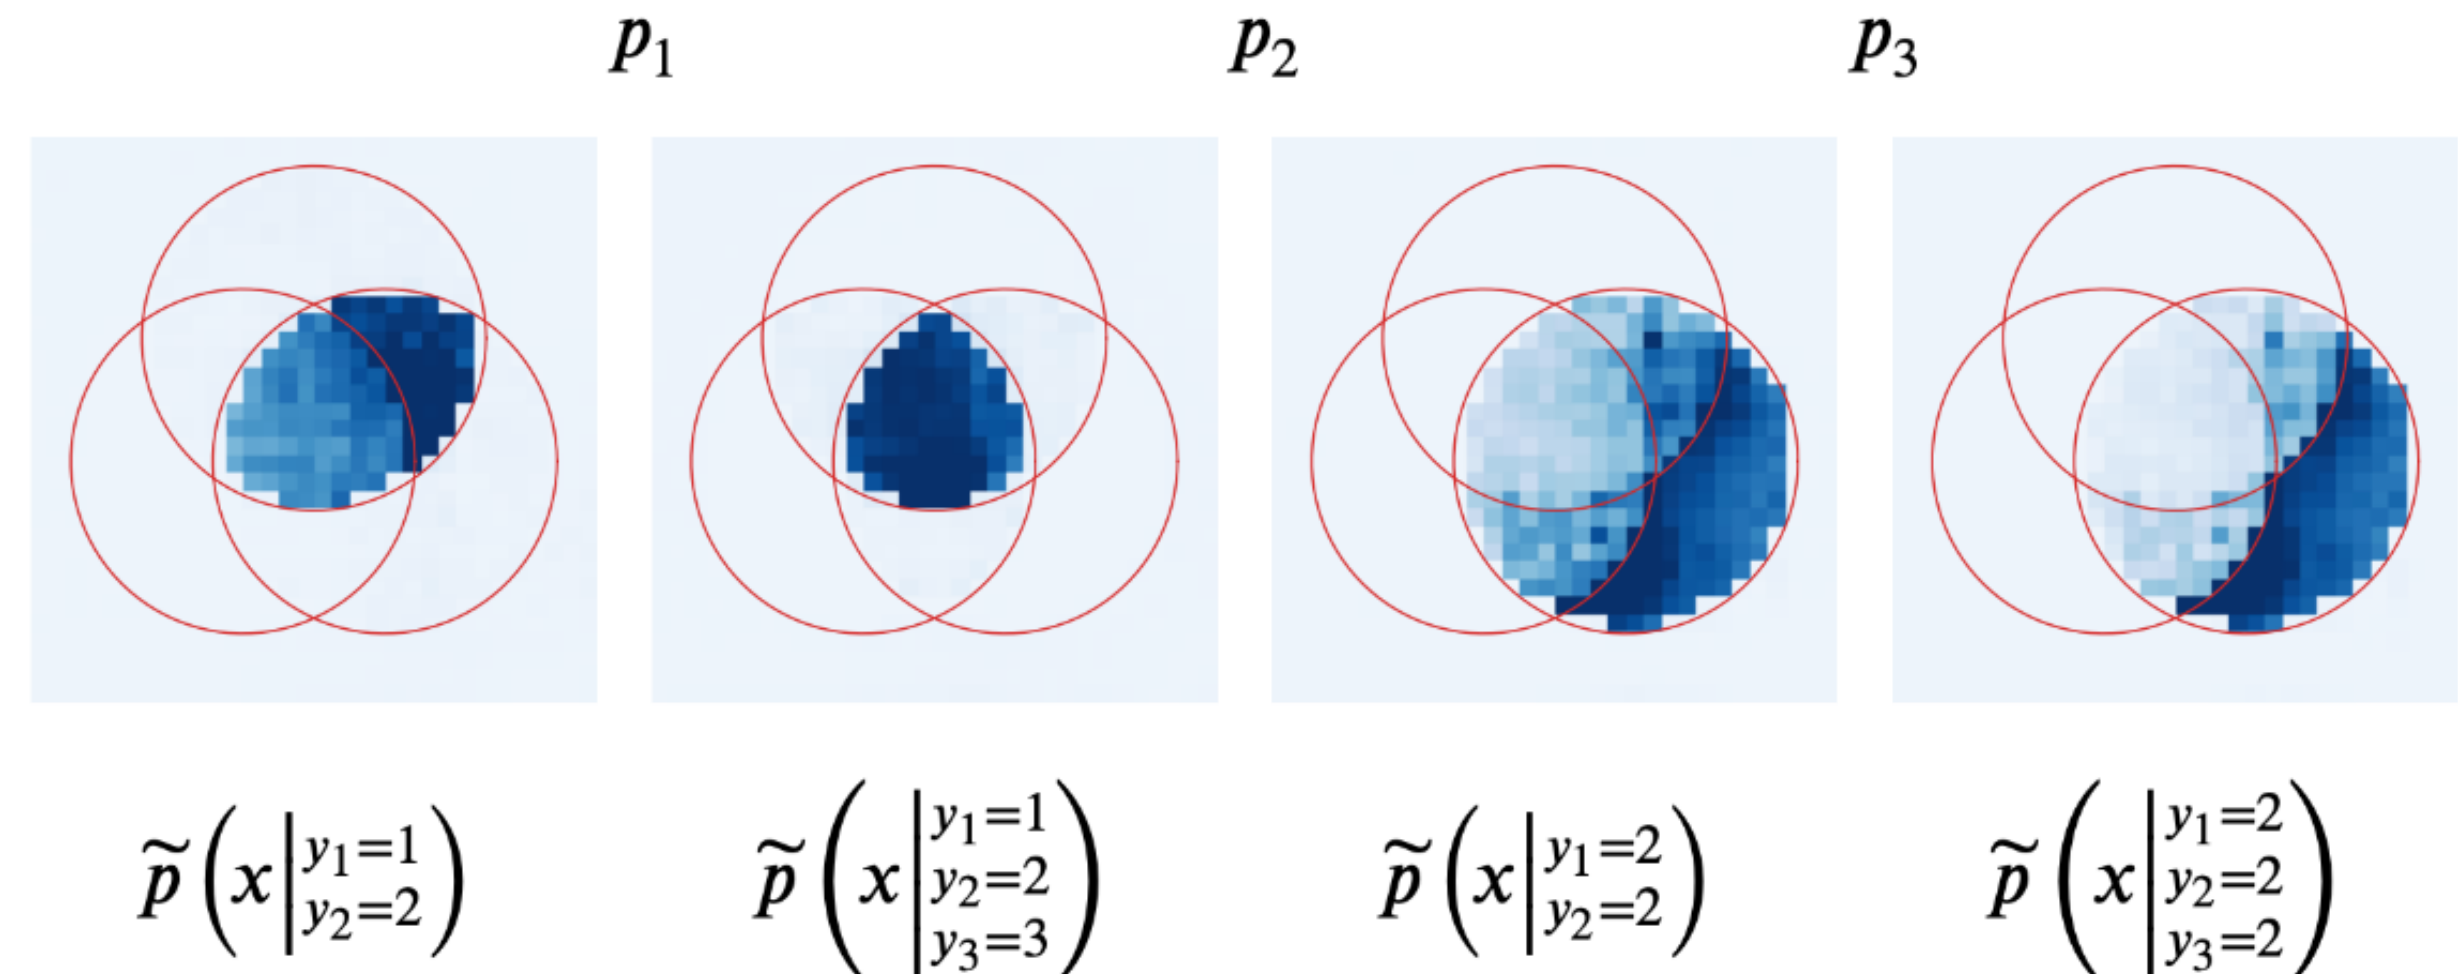 p₁ p₂ p₃
p̃(x|y₁=1 y₂=2) p̃(x|y₁=1 y₂=2 y₃=3) p̃(x|y₁=2 y₂=2) p̃(x|y₁=2 y₂=2 y₃=2)